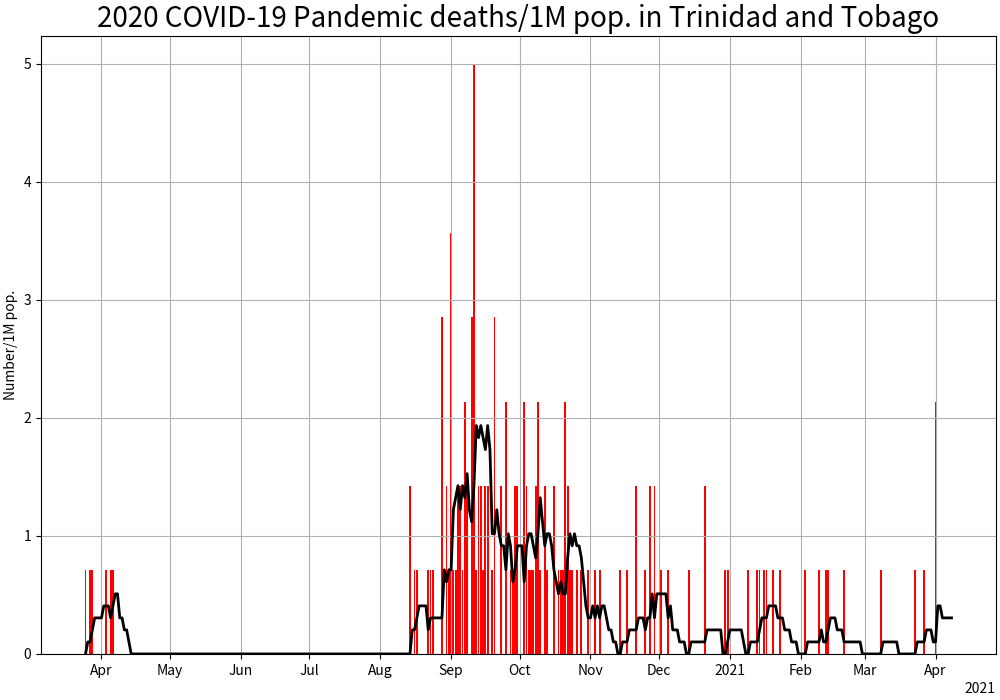 2020 COVID-19 Pandemic deaths/1M pop. in Trinidad and Tobago
Number/1M pop.
5
4
3
2
1
0
Apr May Jun Jul Aug Sep Oct Nov Dec 2021 Feb Mar Apr
2021